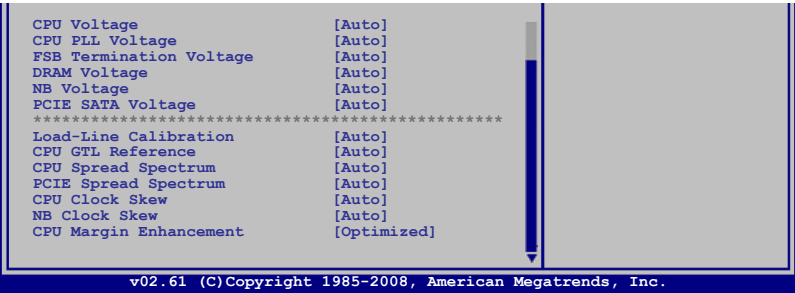 CPU Voltage [Auto]
CPU PLL Voltage [Auto]
FSB Termination Voltage [Auto]
DRAM Voltage [Auto]
NB Voltage [Auto]
PCIE SATA Voltage [Auto]
*************************************************
Load-Line Calibration [Auto]
CPU GTL Reference [Auto]
CPU Spread Spectrum [Auto]
PCIE Spread Spectrum [Auto]
CPU Clock Skew [Auto]
NB Clock Skew [Auto]
CPU Margin Enhancement [Optimized]
v02.61 (C)Copyright 1985-2008, American Megatrends, Inc.